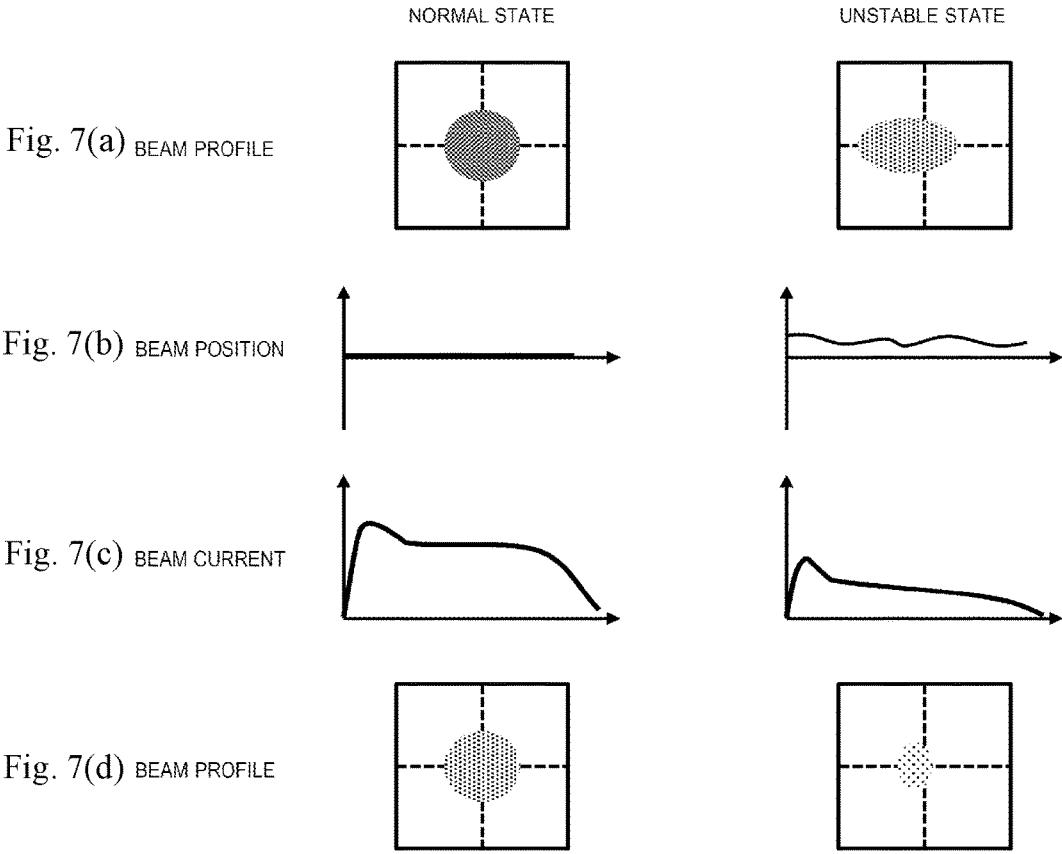 NORMAL STATE
UNSTABLE STATE
Fig. 7(a) BEAM PROFILE
Fig. 7(b) BEAM POSITION
Fig. 7(c) BEAM CURRENT
Fig. 7(d) BEAM PROFILE